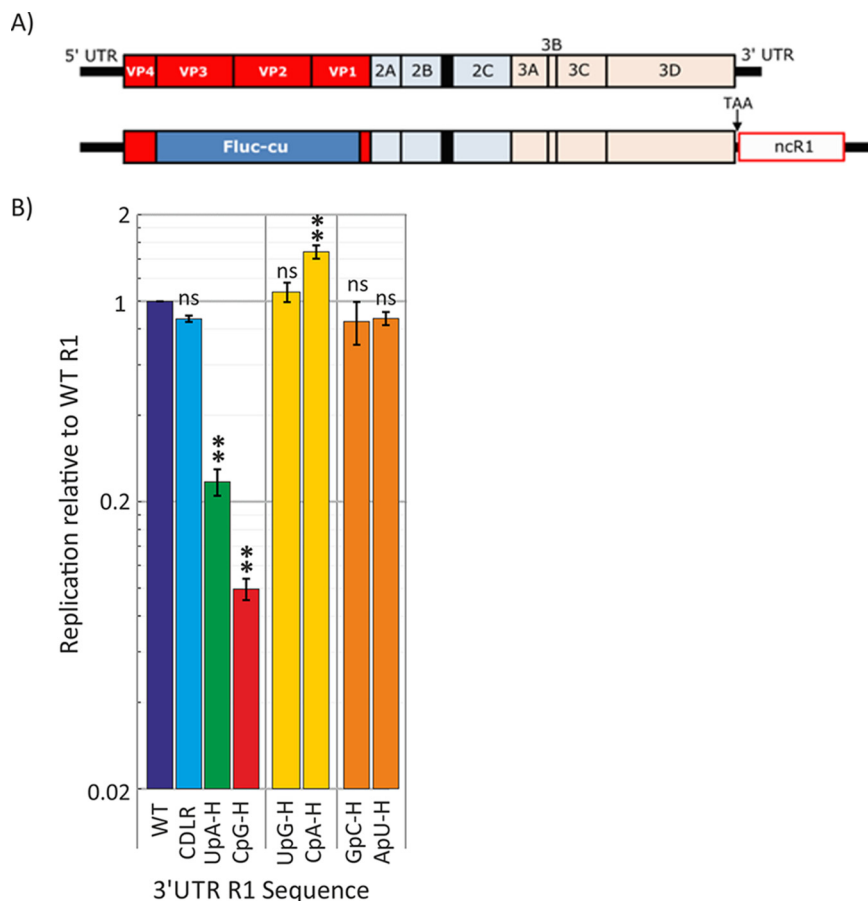 A)
5' UTR
VP4
VP3
VP2
VP1
2A
2B
2C
3A
3B
3C
3D
3' UTR
TAA
Fluc-cu
ncR1
B)
Replication relative to WT R1
2
1
0.2
0.02
ns
**
**
ns
**
ns
ns
WT
CDLR
UpA-H
CpG-H
UpG-H
CpA-H
GpC-H
ApU-H
3'UTR R1 Sequence